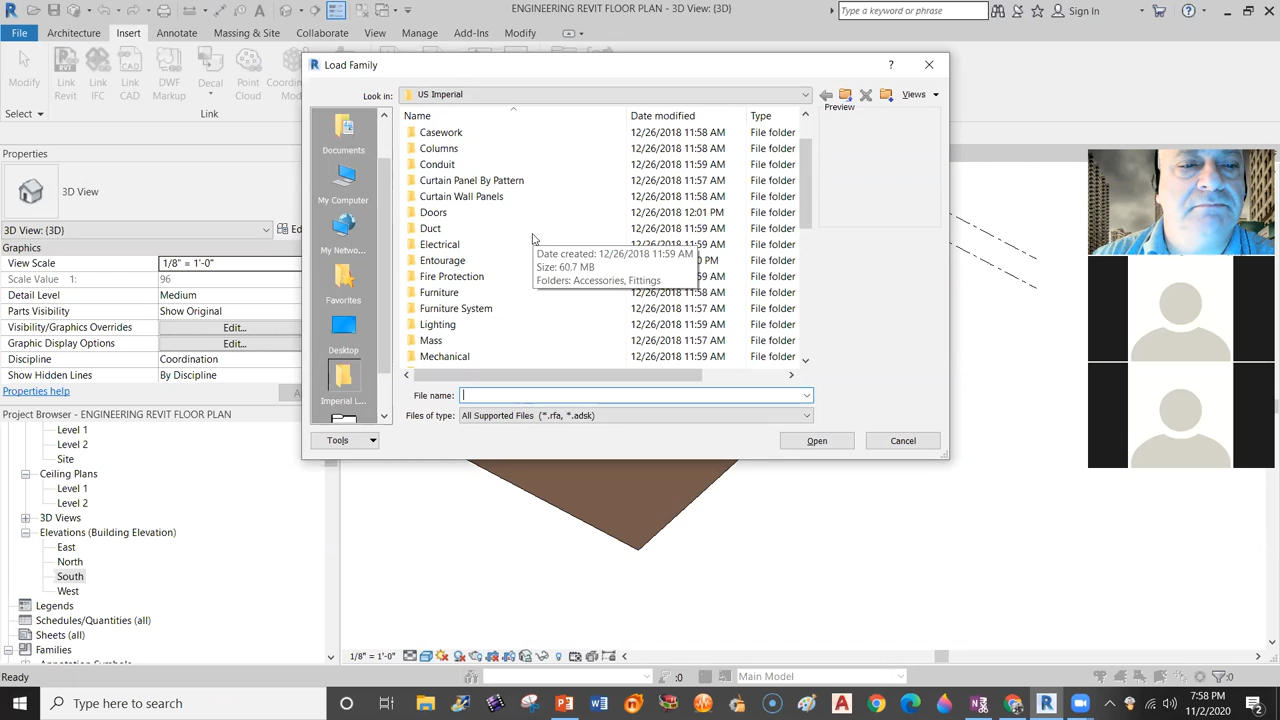 ENGINEERING REVIT FLOOR PLAN - 3D View: {3D}
Type a keyword or phrase
Sign In
File Architecture Insert Annotate Massing & Site Collaborate View Manage Add-Ins Modify
Modify
Link Revit
Link IFC
Link CAD
DWF Markup
Decal
Point Cloud
Select
Link
Load Family
Look in:
US Imperial
Views
Preview
Name Date modified Type
Casework 12/26/2018 11:58 AM File folder
Columns 12/26/2018 11:58 AM File folder
Conduit 12/26/2018 11:59 AM File folder
Curtain Panel By Pattern 12/26/2018 11:57 AM File folder
Curtain Wall Panels 12/26/2018 11:58 AM File folder
Doors 12/26/2018 12:01 PM File folder
Duct 12/26/2018 11:59 AM File folder
Electrical 12/26/2018 11:59 AM File folder
Entourage 0 PM File folder
Fire Protection 59 AM File folder
Furniture 12/26/2018 11:58 AM File folder
Furniture System 12/26/2018 11:57 AM File folder
Lighting 12/26/2018 11:59 AM File folder
Mass 12/26/2018 11:57 AM File folder
Mechanical 12/26/2018 11:59 AM File folder
Date created: 12/26/2018 11:59 AM
Size: 60.7 MB
Folders: Accessories, Fittings
Documents
My Computer
My Netwo...
Favorites
Desktop
Imperial L...
File name:
Files of type: All Supported Files (*.rfa, *.adsk)
Tools
Open
Cancel
Properties
3D View
3D View: {3D}
Graphics
View Scale 1/8" = 1'-0"
Scale Value 1: 96
Detail Level Medium
Parts Visibility Show Original
Visibility/Graphics Overrides Edit...
Graphic Display Options Edit...
Discipline Coordination
Show Hidden Lines By Discipline
Properties help
Project Browser - ENGINEERING REVIT FLOOR PLAN
Level 1
Level 2
Site
Ceiling Plans
Level 1
Level 2
3D Views
Elevations (Building Elevation)
East
North
South
West
Legends
Schedules/Quantities (all)
Sheets (all)
Families
1/8" = 1'-0"
Ready
:0
Main Model
:0
Type here to search
7:58 PM
11/2/2020